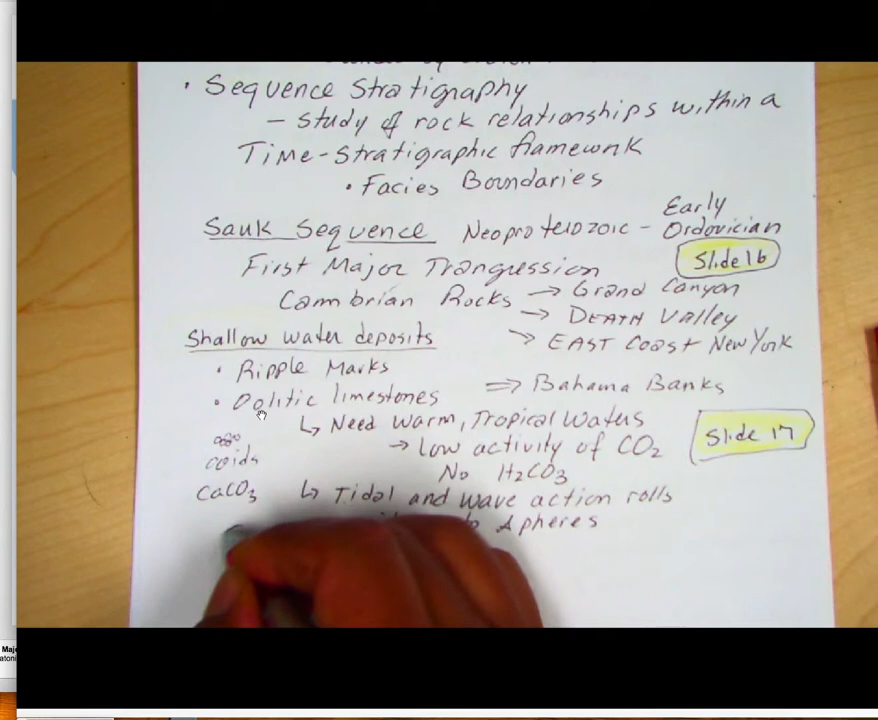 • Sequence Stratigraphy
- Study of rock relationships within a
Time-Stratigraphic framework
• Facies Boundaries
Sauk Sequence Neoproterozoic - Early Ordovician
Slide 16
First Major Trangression
Cambrian Rocks → Grand Canyon
→ DEATH Valley
→ EAST Coast New York
Shallow water deposits
• Ripple Marks
• Oolitic limestones ⇒ Bahama Banks
↳ Need Warm, Tropical Waters
→ Low activity of CO2
Slide 17
No H2CO3
ooids
CaCO3 ↳ Tidal and wave action rolls
to Spheres
Maj